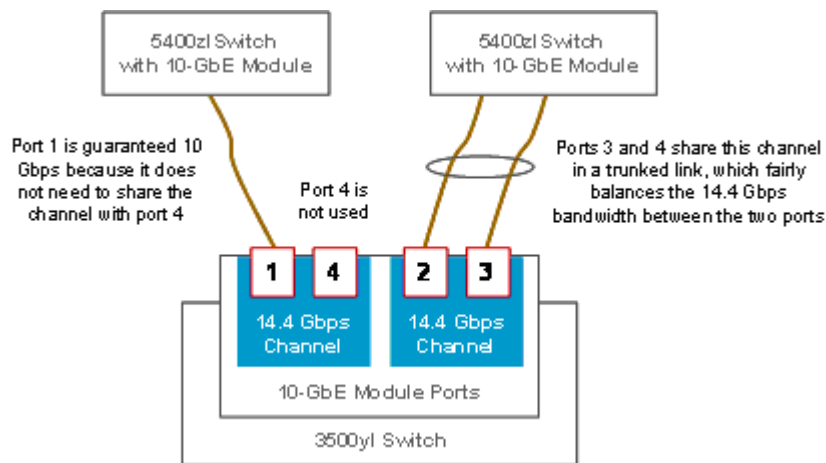 5400zl Switch
with 10-GbE Module
5400zl Switch
with 10-GbE Module
Port 1 is guaranteed 10
Gbps because it does
not need to share the
channel with port 4
Port 4 is
not used
Ports 3 and 4 share this channel
in a trunked link, which fairly
balances the 14.4 Gbps
bandwidth between the two ports
1
4
2
3
14.4 Gbps
Channel
14.4 Gbps
Channel
10-GbE Module Ports
3500yl Switch